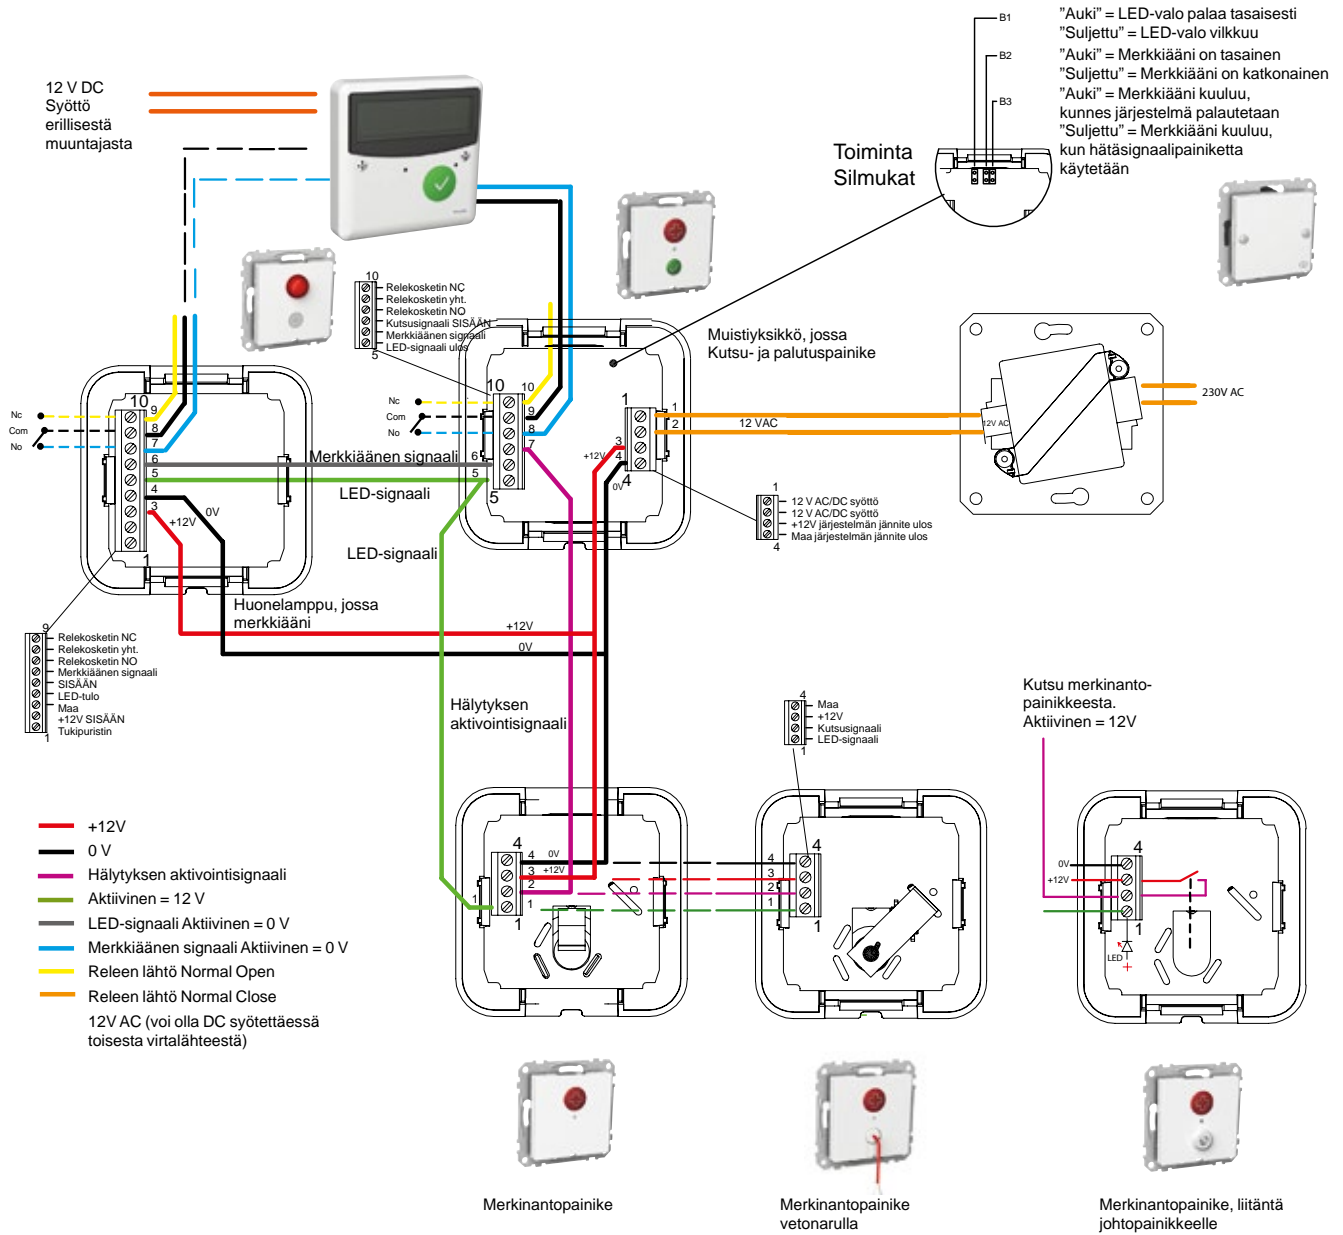 B1
"Auki" = LED-valo palaa tasaisesti
"Suljettu" = LED-valo vilkkuu
B2
"Auki" = Merkkiääni on tasainen
"Suljettu" = Merkkiääni on katkonainen
B3
"Auki" = Merkkiääni kuuluu,
kunnes järjestelmä palautetaan
"Suljettu" = Merkkiääni kuuluu,
kun hätäsignaalipainiketta
käytetään
Toiminta
Silmukat
12 V DC
Syöttö
erillisestä
muuntajasta
10
Relekosketin NC
Relekosketin yht.
Relekosketin NO
Kutsusignaali SISÄÄN
Merkkiäänen signaali
LED-signaali ulos
5
Muistiyksikkö, jossa
Kutsu- ja palutuspainike
Nc
Com
No
10
9
8
7
6
5
4
3
1
+12V
0V
Nc
Com
No
10
10
9
8
7
6
5
5
Merkkiäänen signaali
LED-signaali
LED-signaali
1
1
2
3
4
4
+12V
0V
12 VAC
12V AC
230V AC
1
12 V AC/DC syöttö
12 V AC/DC syöttö
+12V järjestelmän jännite ulos
Maa järjestelmän jännite ulos
4
Huonelamppu, jossa
merkkiääni
+12V
0V
9
Relekosketin NC
Relekosketin yht.
Relekosketin NO
Merkkiäänen signaali
SISÄÄN
LED-tulo
Maa
+12V SISÄÄN
Tukipuristin
1
Hälytyksen
aktivointisignaali
4
Maa
+12V
Kutsusignaali
LED-signaali
1
Kutsu merkinanto-
painikkeesta.
Aktiivinen = 12V
+12V
0 V
Hälytyksen aktivointisignaali
Aktiivinen = 12 V
LED-signaali Aktiivinen = 0 V
Merkkiäänen signaali Aktiivinen = 0 V
Releen lähtö Normal Open
Releen lähtö Normal Close
12V AC (voi olla DC syötettäessä
toisesta virtalähteestä)
4
4
0V
3
+12V
2
1
1
1
4
4
3
2
1
1
4
0V
+12V
1
LED
Merkinantopainike
Merkinantopainike
vetonarulla
Merkinantopainike, liitäntä
johtopainikkeelle